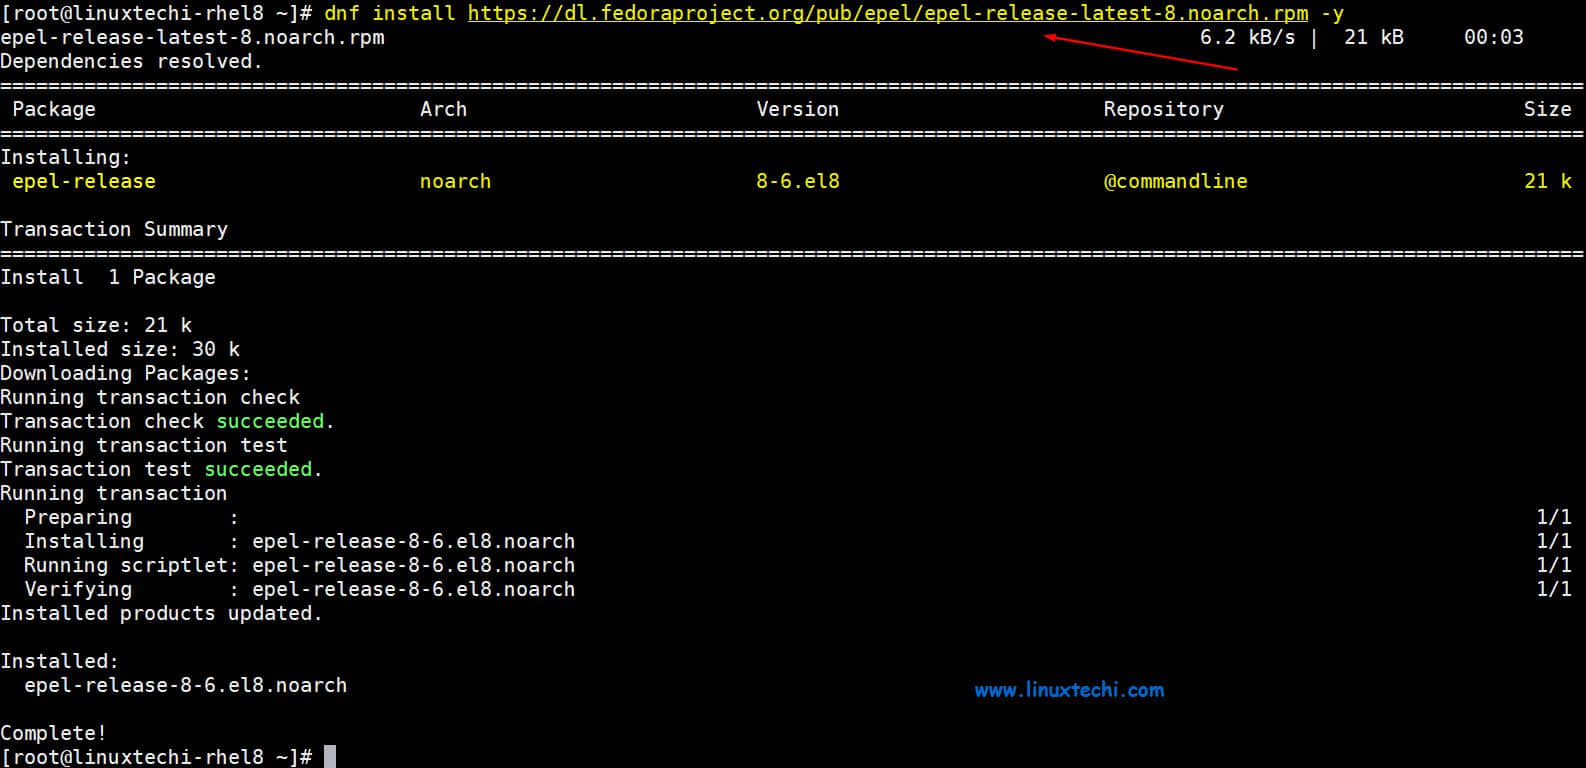 [root@linuxtechi-rhel8 ~]# dnf install https://dl.fedoraproject.org/pub/epel/epel-release-latest-8.noarch.rpm -y
epel-release-latest-8.noarch.rpm 6.2 kB/s | 21 kB 00:03
Dependencies resolved.
Package Arch Version Repository Size
Installing:
epel-release noarch 8-6.el8 @commandline 21 k
Transaction Summary
Install 1 Package
Total size: 21 k
Installed size: 30 k
Downloading Packages:
Running transaction check
Transaction check succeeded.
Running transaction test
Transaction test succeeded.
Running transaction
Preparing : 1/1
Installing : epel-release-8-6.el8.noarch 1/1
Running scriptlet: epel-release-8-6.el8.noarch 1/1
Verifying : epel-release-8-6.el8.noarch 1/1
Installed products updated.
Installed:
epel-release-8-6.el8.noarch
www.linuxtechi.com
Complete!
[root@linuxtechi-rhel8 ~]#